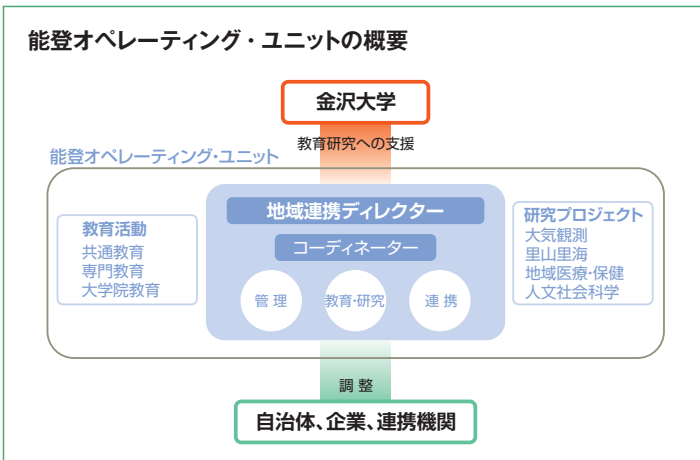 能登オペレーティング・ユニットの概要
金沢大学
教育研究への支援
能登オペレーティング・ユニット
教育活動
共通教育
専門教育
大学院教育
地域連携ディレクター
コーディネーター
管 理
教育・研究
連 携
研究プロジェクト
大気観測
里山里海
地域医療・保健
人文社会科学
調 整
自治体、企業、連携機関